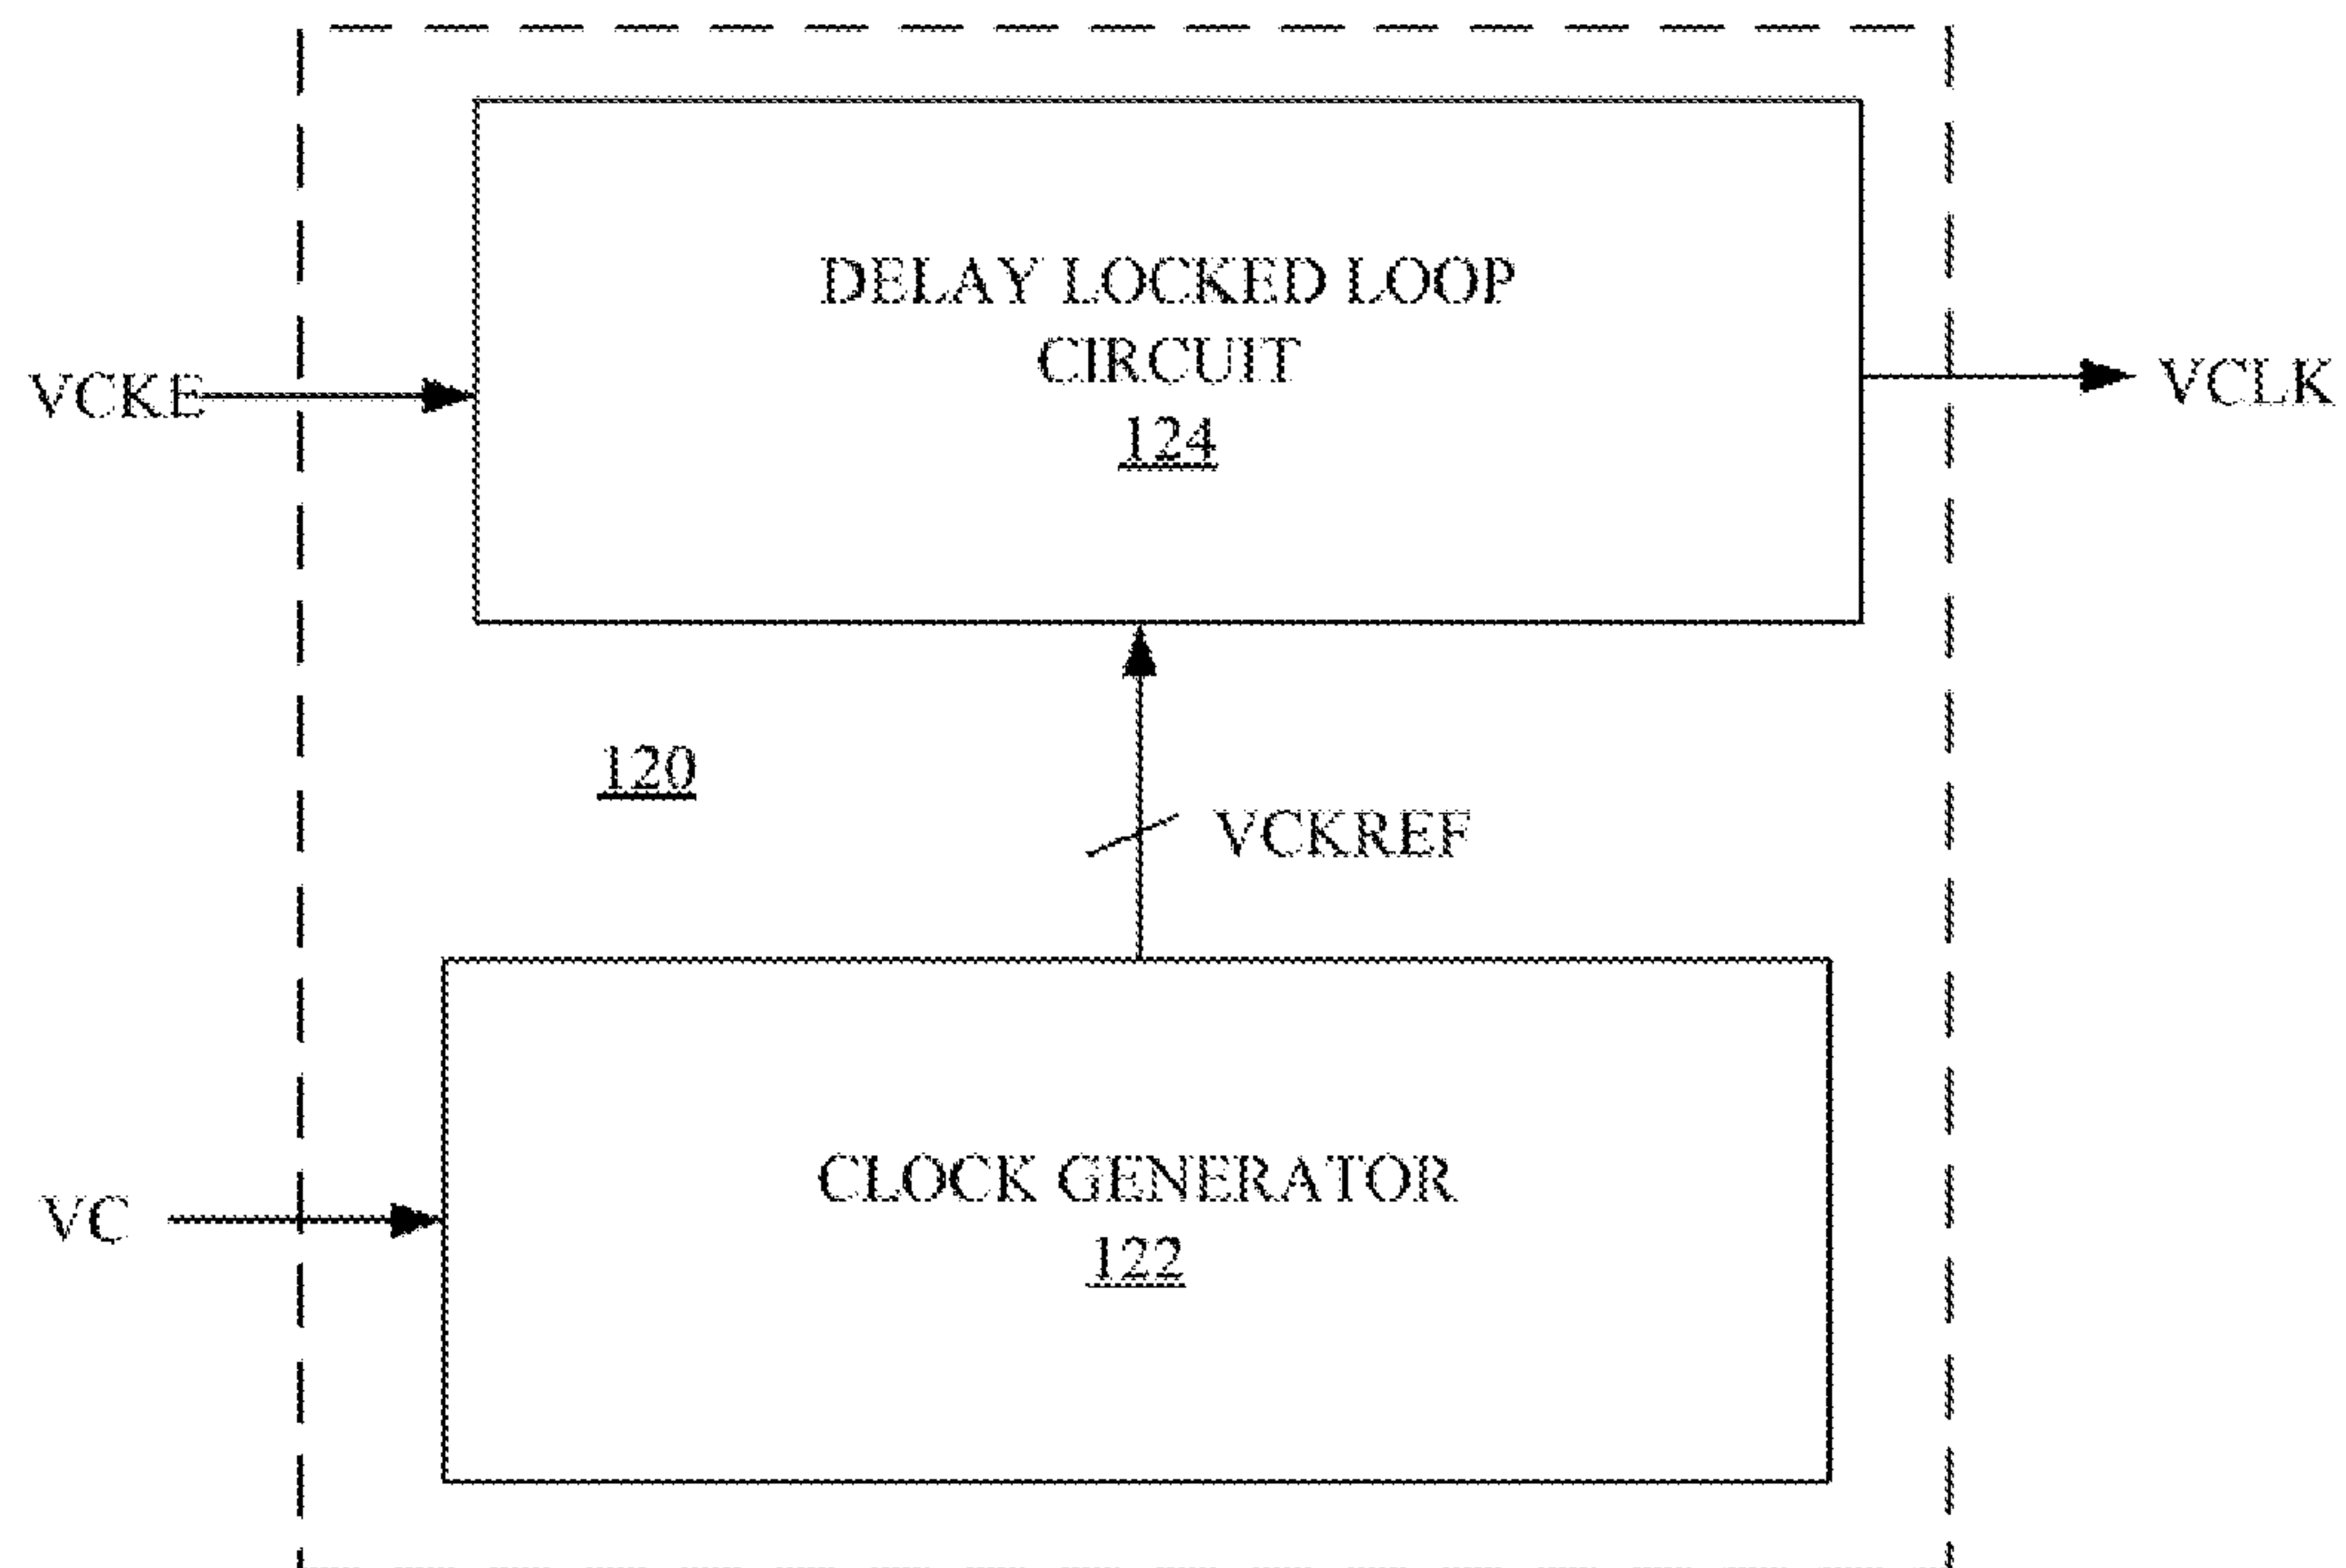 DELAY LOCKED LOOP
CIRCUIT
124
VCKE
VCLK
120
VCKREF
CLOCK GENERATOR
122
VC